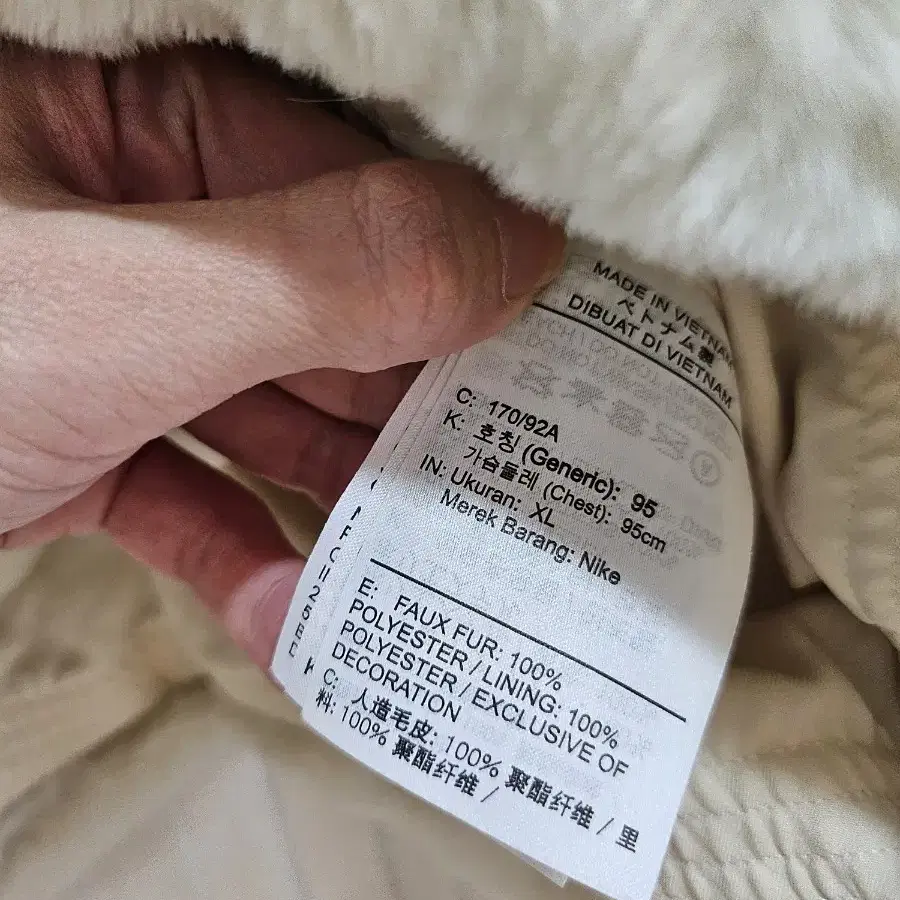 MADE IN VIETNAM
ベトナム製
DIBUAT DI VIETNAM
C: 170/92A
K: 호칭 (Generic): 95
가슴둘레 (Chest): 95cm
IN: Ukuran: XL
Merek Barang: Nike
E: FAUX FUR: 100%
POLYESTER / LINING: 100%
POLYESTER / EXCLUSIVE OF
DECORATION
C: 人造毛皮: 100% 聚酯纤维 / 里
料: 100% 聚酯纤维 /